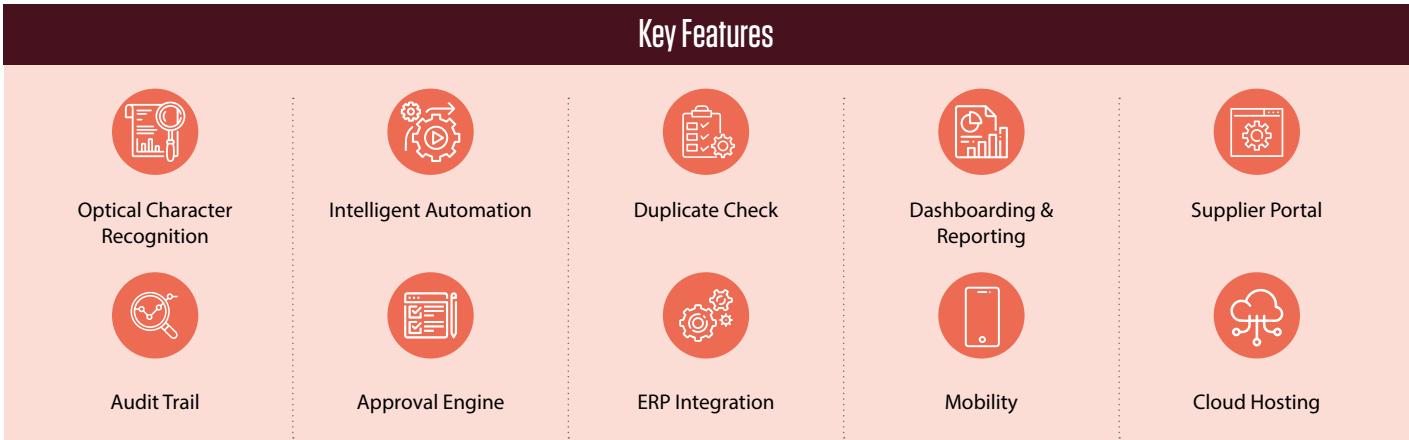 Key Features
Optical Character
Recognition
Intelligent Automation
Duplicate Check
Dashboarding &
Reporting
Supplier Portal
Audit Trail
Approval Engine
ERP Integration
Mobility
Cloud Hosting